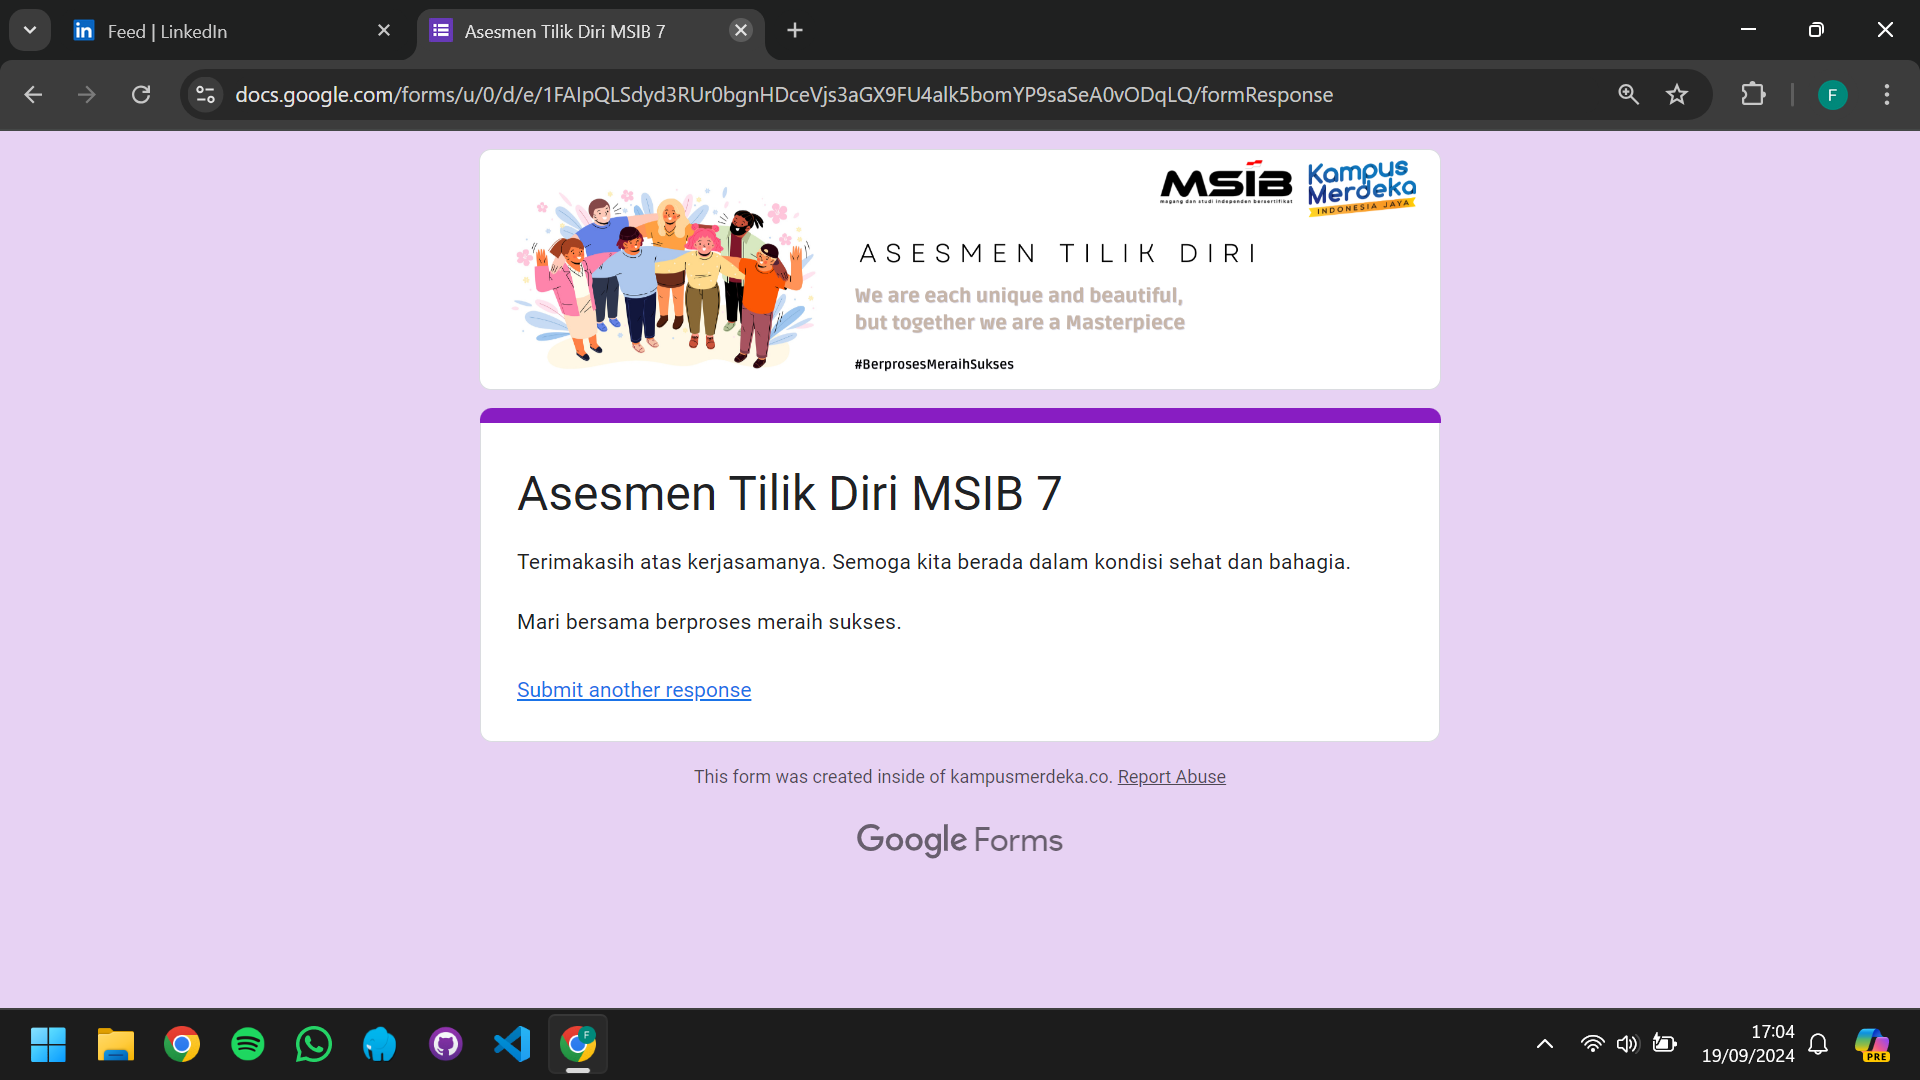 Feed | LinkedIn
Asesmen Tilik Diri MSIB 7
docs.google.com/forms/u/0/d/e/1FAIpQLSdyd3RUr0bgnHDceVjs3aGX9FU4alk5bomYP9saSeA0vODqLQ/formResponse
F
MSIB
magang dan studi independen bersertifikat
Kampus
Merdeka
INDONESIA JAYA
ASESMEN TILIK DIRI
We are each unique and beautiful,
but together we are a Masterpiece
#BerprosesMeraihSukses
Asesmen Tilik Diri MSIB 7
Terimakasih atas kerjasamanya. Semoga kita berada dalam kondisi sehat dan bahagia.
Mari bersama berproses meraih sukses.
Submit another response
This form was created inside of kampusmerdeka.co. Report Abuse
Google Forms
F
17:04
19/09/2024
PRE